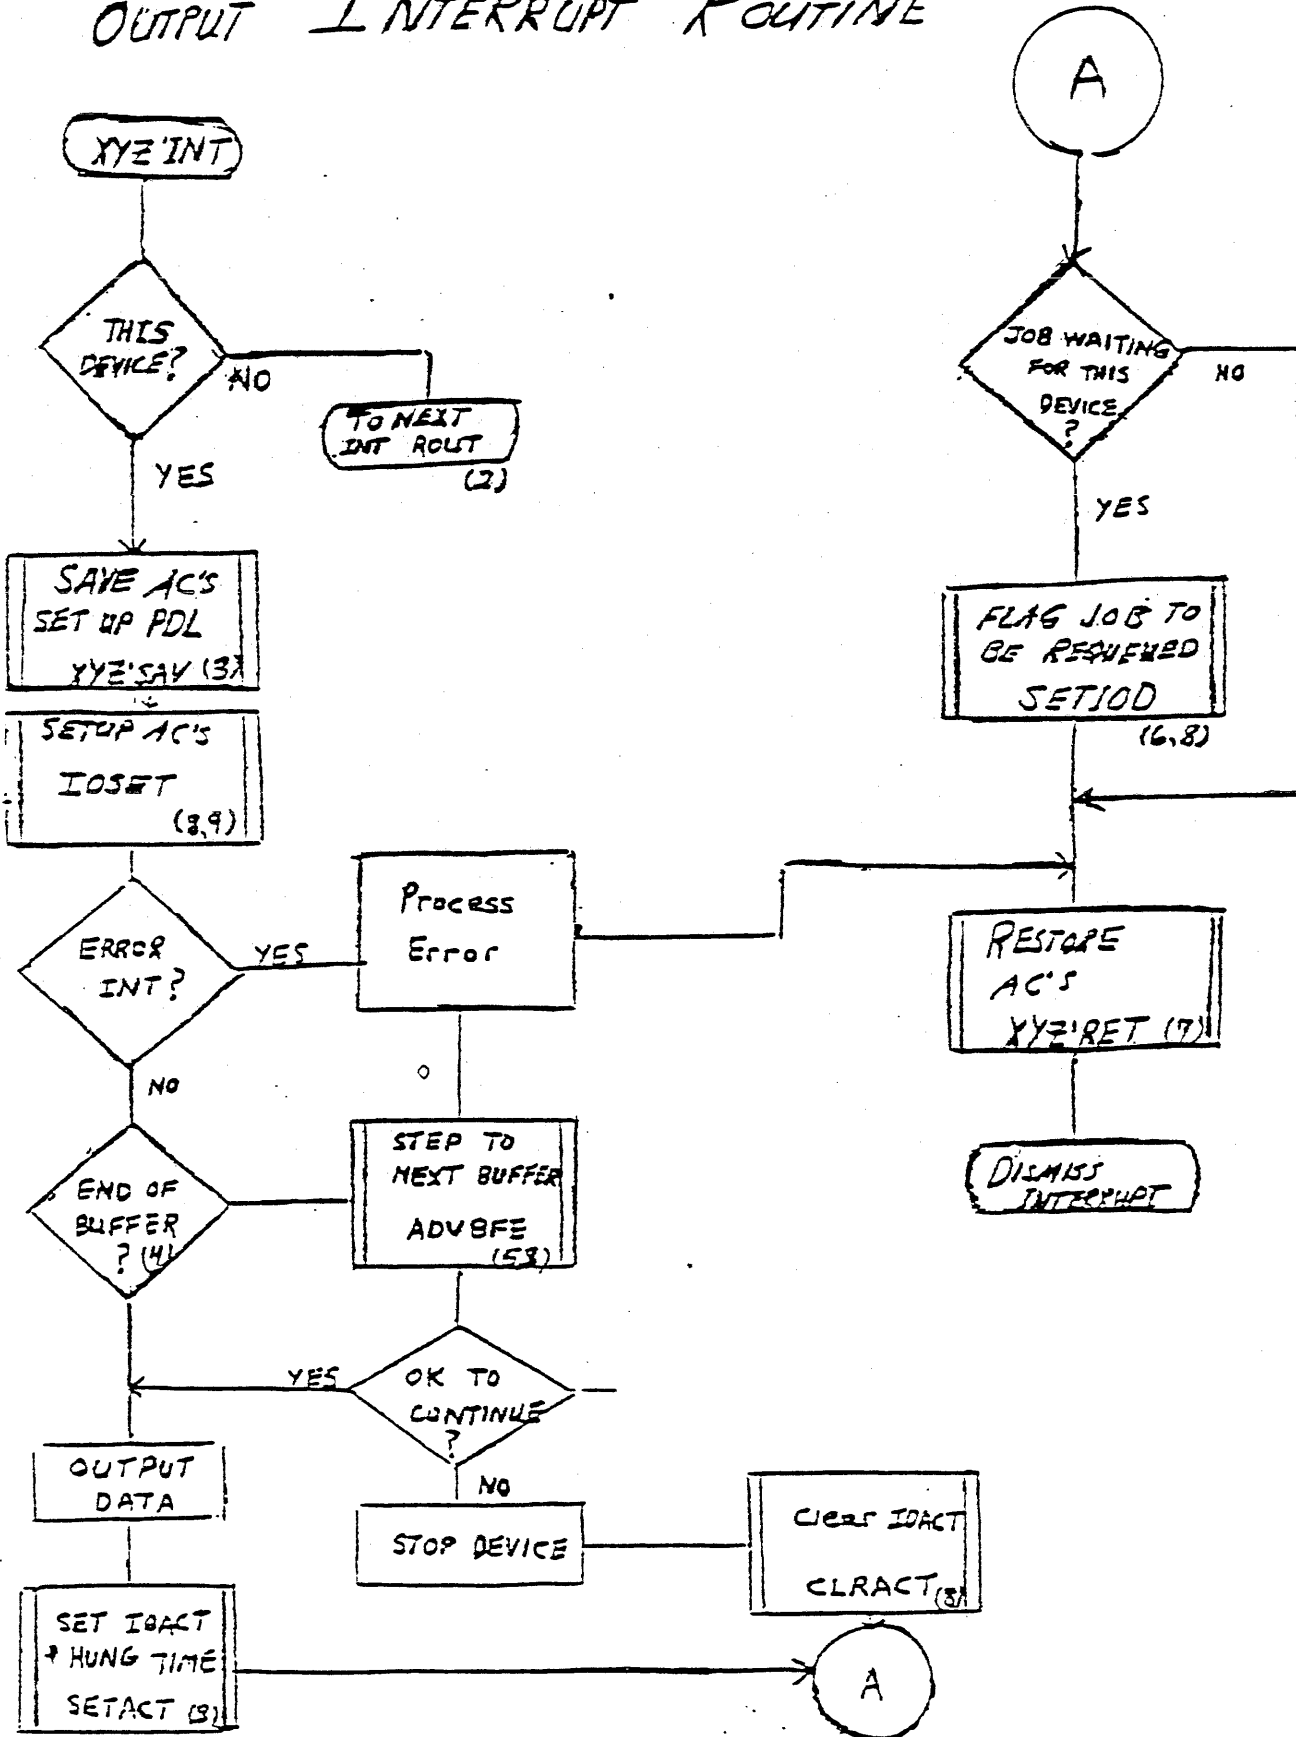 OUTPUT INTERRUPT ROUTINE
XYZ'INT
THIS
DEVICE?
NO
TO NEXT
INT ROUT
(2)
YES
SAVE AC'S
SET UP PDL
XYZ'SAV (3)
SETUP AC'S
IOSET
(8,9)
ERROR
INT?
YES
Process
Error
NO
END OF
BUFFER
? (4)
STEP TO
NEXT BUFFER
ADVBFE
(58)
OK TO
CONTINUE
?
YES
NO
OUTPUT
DATA
STOP DEVICE
Clear IOACT
CLRACT (8)
SET IOACT
+ HUNG TIME
SETACT (8)
A
A
JOB WAITING
FOR THIS
DEVICE
?
NO
YES
FLAG JOB TO
BE REQUEUED
SETIOD
(6,8)
RESTORE
AC'S
XYZ'RET (7)
DISMISS
INTERRUPT